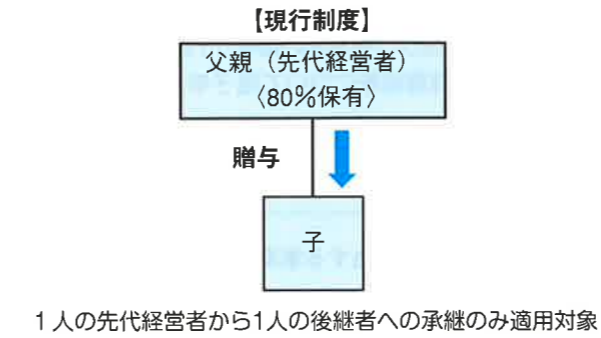 【現行制度】
父親（先代経営者）
〈80％保有〉
贈与
子
1人の先代経営者から1人の後継者への承継のみ適用対象